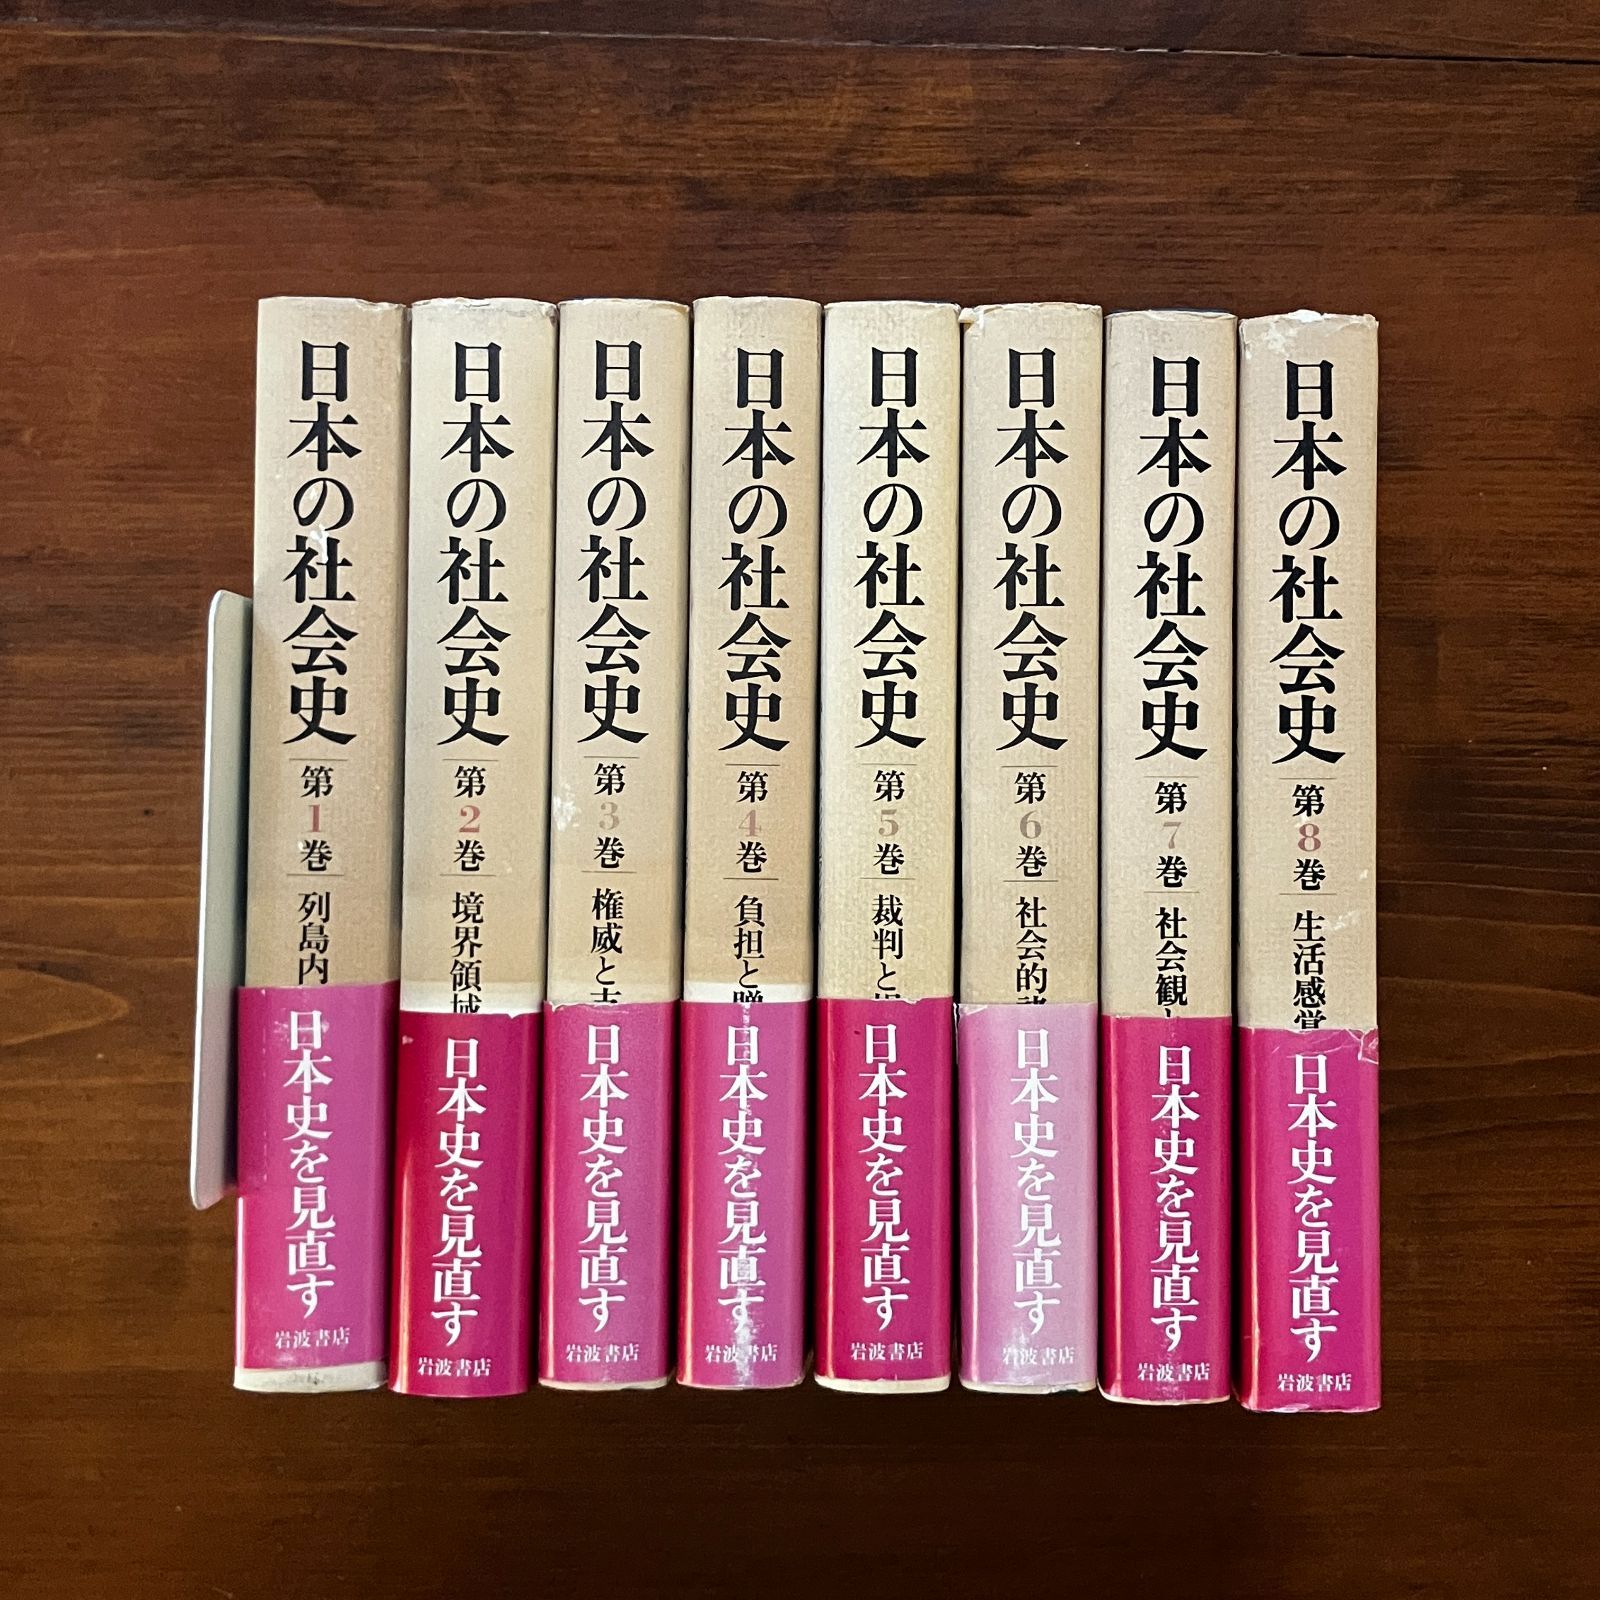 日本の社会史
第1巻
列島内
日本史を見直す
岩波書店
日本の社会史
第2巻
境界領域
日本史を見直す
岩波書店
日本の社会史
第3巻
権威と
日本史を見直す
岩波書店
日本の社会史
第4巻
負担と贈
日本史を見直す
岩波書店
日本の社会史
第5巻
裁判と
日本史を見直す
岩波書店
日本の社会史
第6巻
社会的諸
日本史を見直す
岩波書店
日本の社会史
第7巻
社会観
日本史を見直す
岩波書店
日本の社会史
第8巻
生活感覚
日本史を見直す
岩波書店